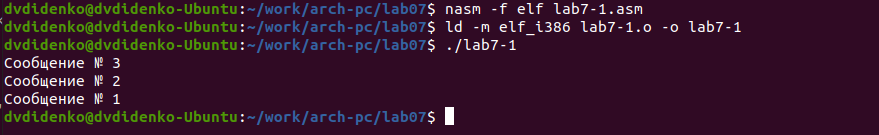 dvdidenko@dvdidenko-Ubuntu:~/work/arch-pc/lab07$ nasm -f elf lab7-1.asm
dvdidenko@dvdidenko-Ubuntu:~/work/arch-pc/lab07$ ld -m elf_i386 lab7-1.o -o lab7-1
dvdidenko@dvdidenko-Ubuntu:~/work/arch-pc/lab07$ ./lab7-1
Сообщение № 3
Сообщение № 2
Сообщение № 1
dvdidenko@dvdidenko-Ubuntu:~/work/arch-pc/lab07$